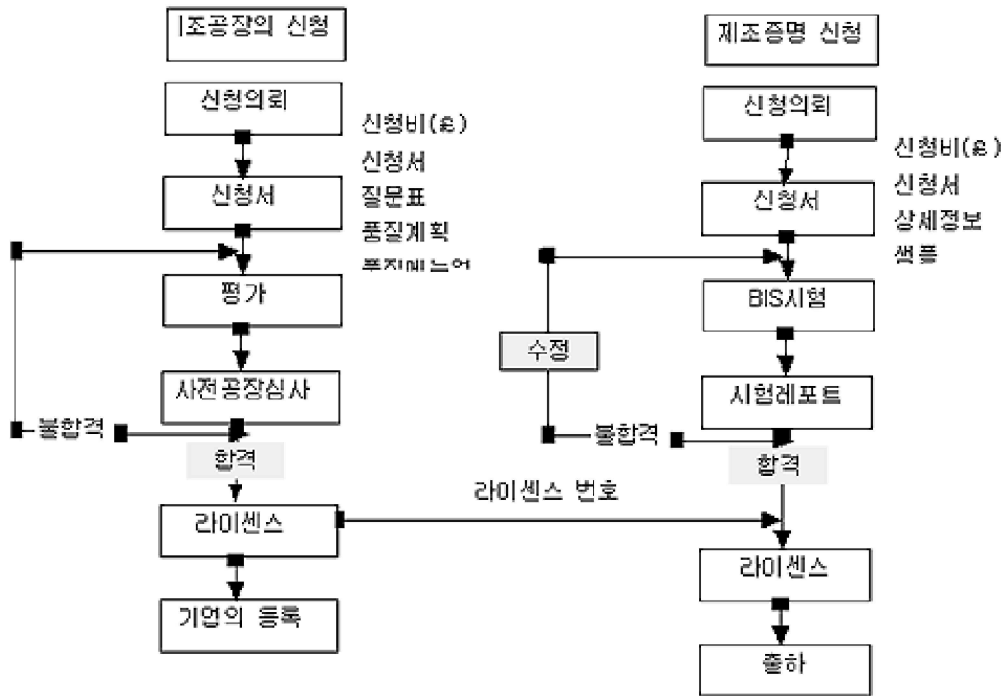 조공장의 신청
신청의뢰
신청비(£)
신청서
신청서
질문표
품질계획
평가
사전공장심사
불합격
합격
라이센스
기업의 등록
라이센스 번호
제조증명 신청
신청의뢰
신청비(£)
신청서
신청서
상세정보
샘플
BIS시험
수정
시험레포트
불합격
합격
라이센스
출하